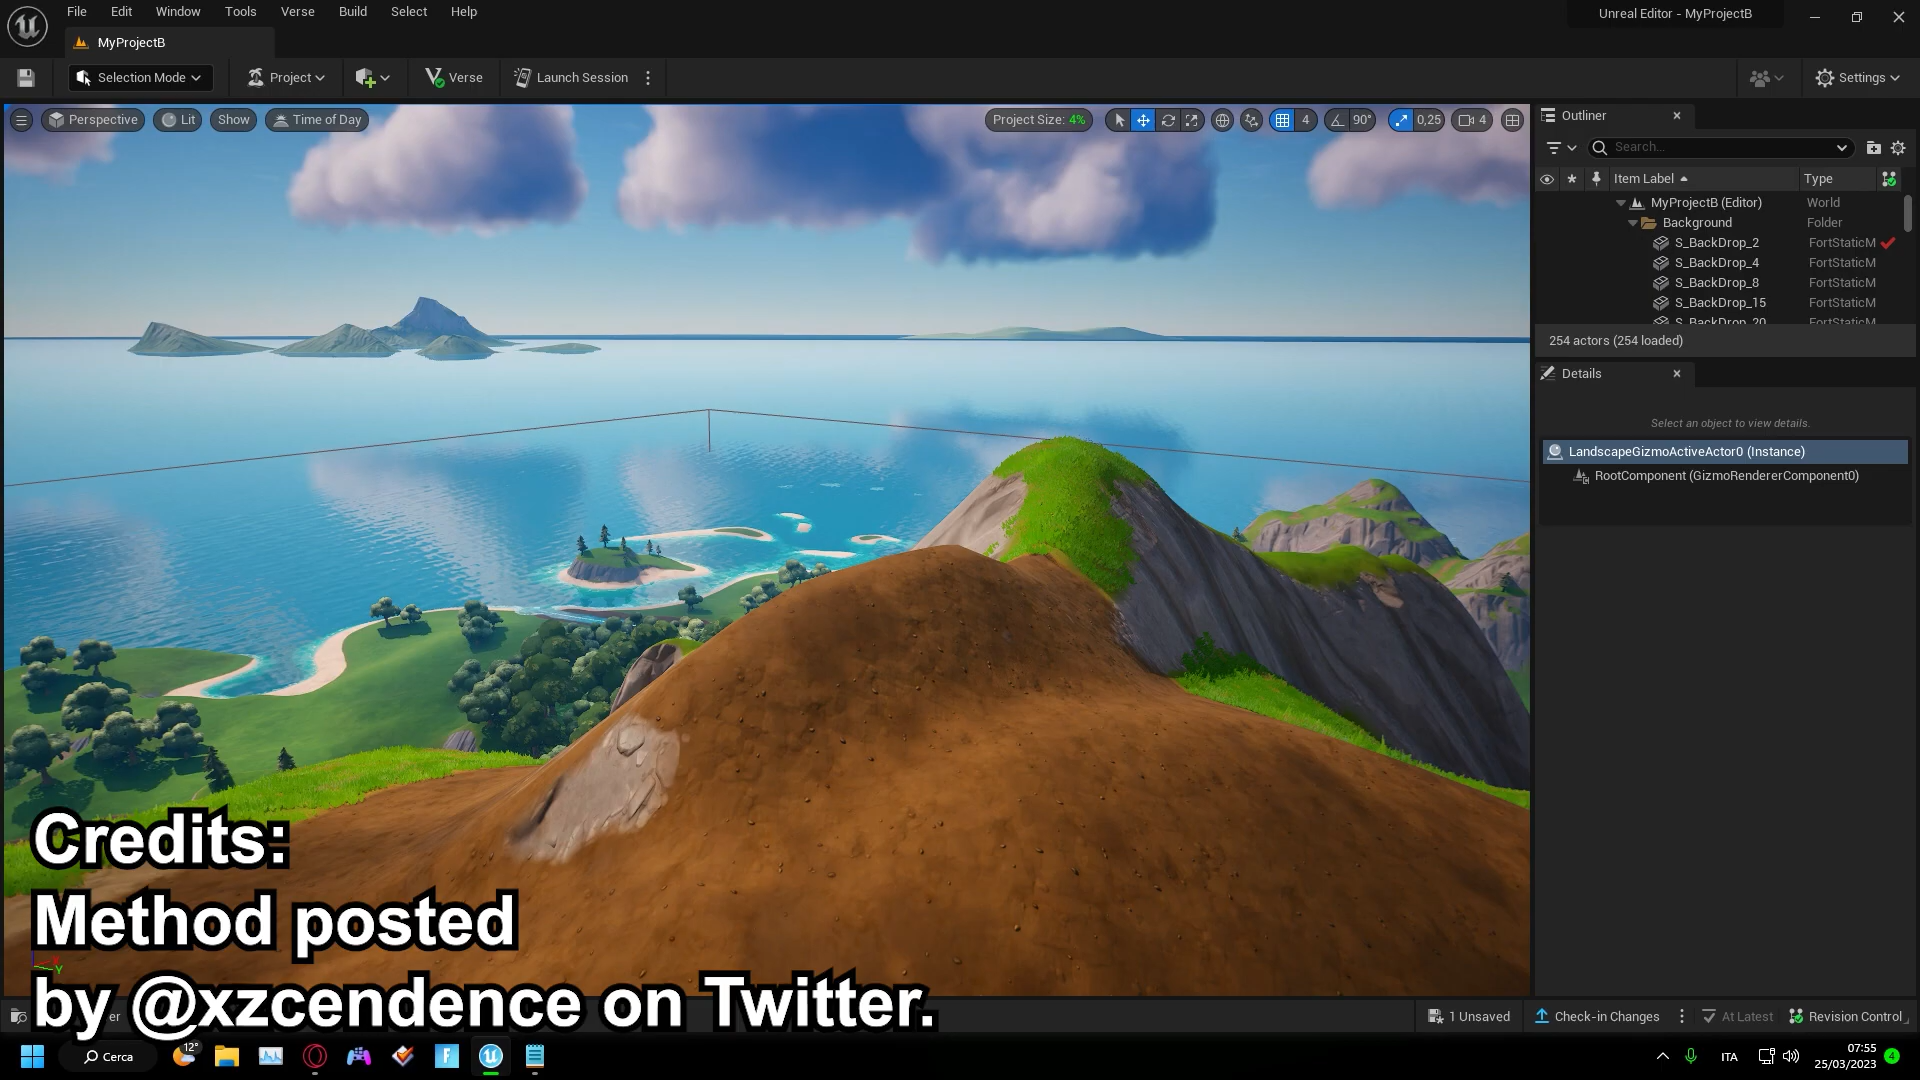 File Edit Window Tools Verse Build Select Help
Unreal Editor - MyProjectB
MyProjectB
Selection Mode Project Verse Launch Session Settings
Perspective Lit Show Time of Day Project Size: 4% 4 90° 0,25 4
Outliner
Search...
Item Label Type
MyProjectB (Editor) World
Background Folder
S_BackDrop_2 FortStaticM
S_BackDrop_4 FortStaticM
S_BackDrop_8 FortStaticM
S_BackDrop_15 FortStaticM
S_BackDrop_20 FortStaticM
254 actors (254 loaded)
Details
Select an object to view details.
LandscapeGizmoActiveActor0 (Instance)
RootComponent (GizmoRendererComponent0)
Credits:
Method posted
by @xzcendence on Twitter.
X
Y
er
1 Unsaved Check-in Changes At Latest Revision Control
12°
Cerca
F
ITA
07:55
25/03/2023
4